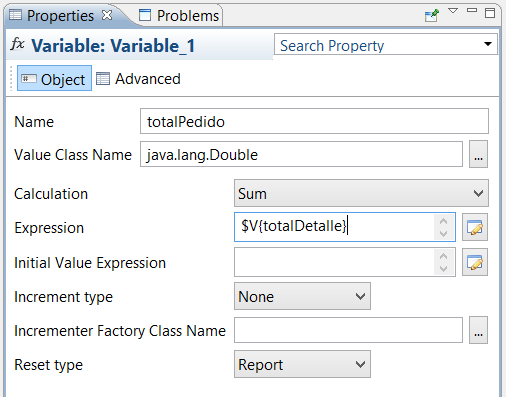 Properties Problems
fx Variable: Variable_1 Search Property
Object Advanced
Name totalPedido
Value Class Name java.lang.Double ...
Calculation Sum
Expression $V{totalDetalle}
Initial Value Expression
Increment type None
Incrementer Factory Class Name ...
Reset type Report